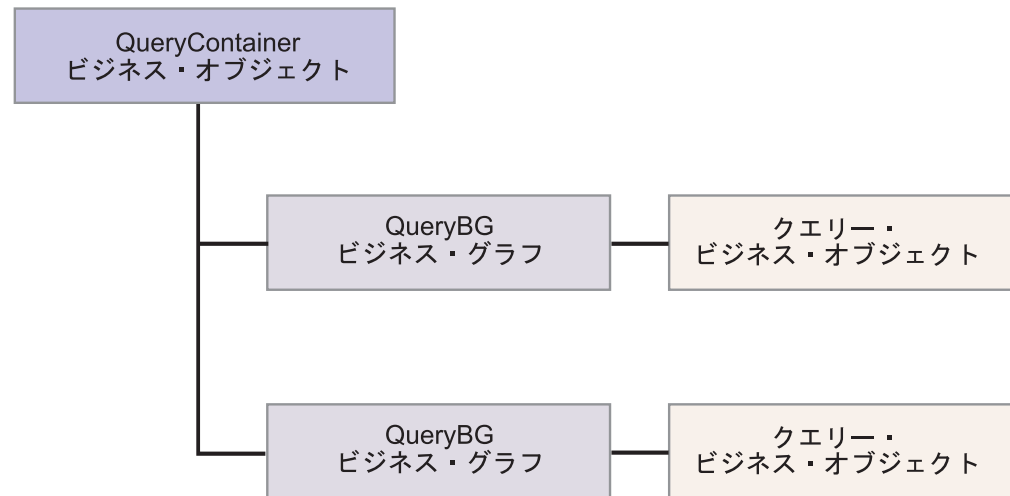 QueryContainer
ビジネス・オブジェクト
QueryBG
ビジネス・グラフ
クエリー・
ビジネス・オブジェクト
QueryBG
ビジネス・グラフ
クエリー・
ビジネス・オブジェクト